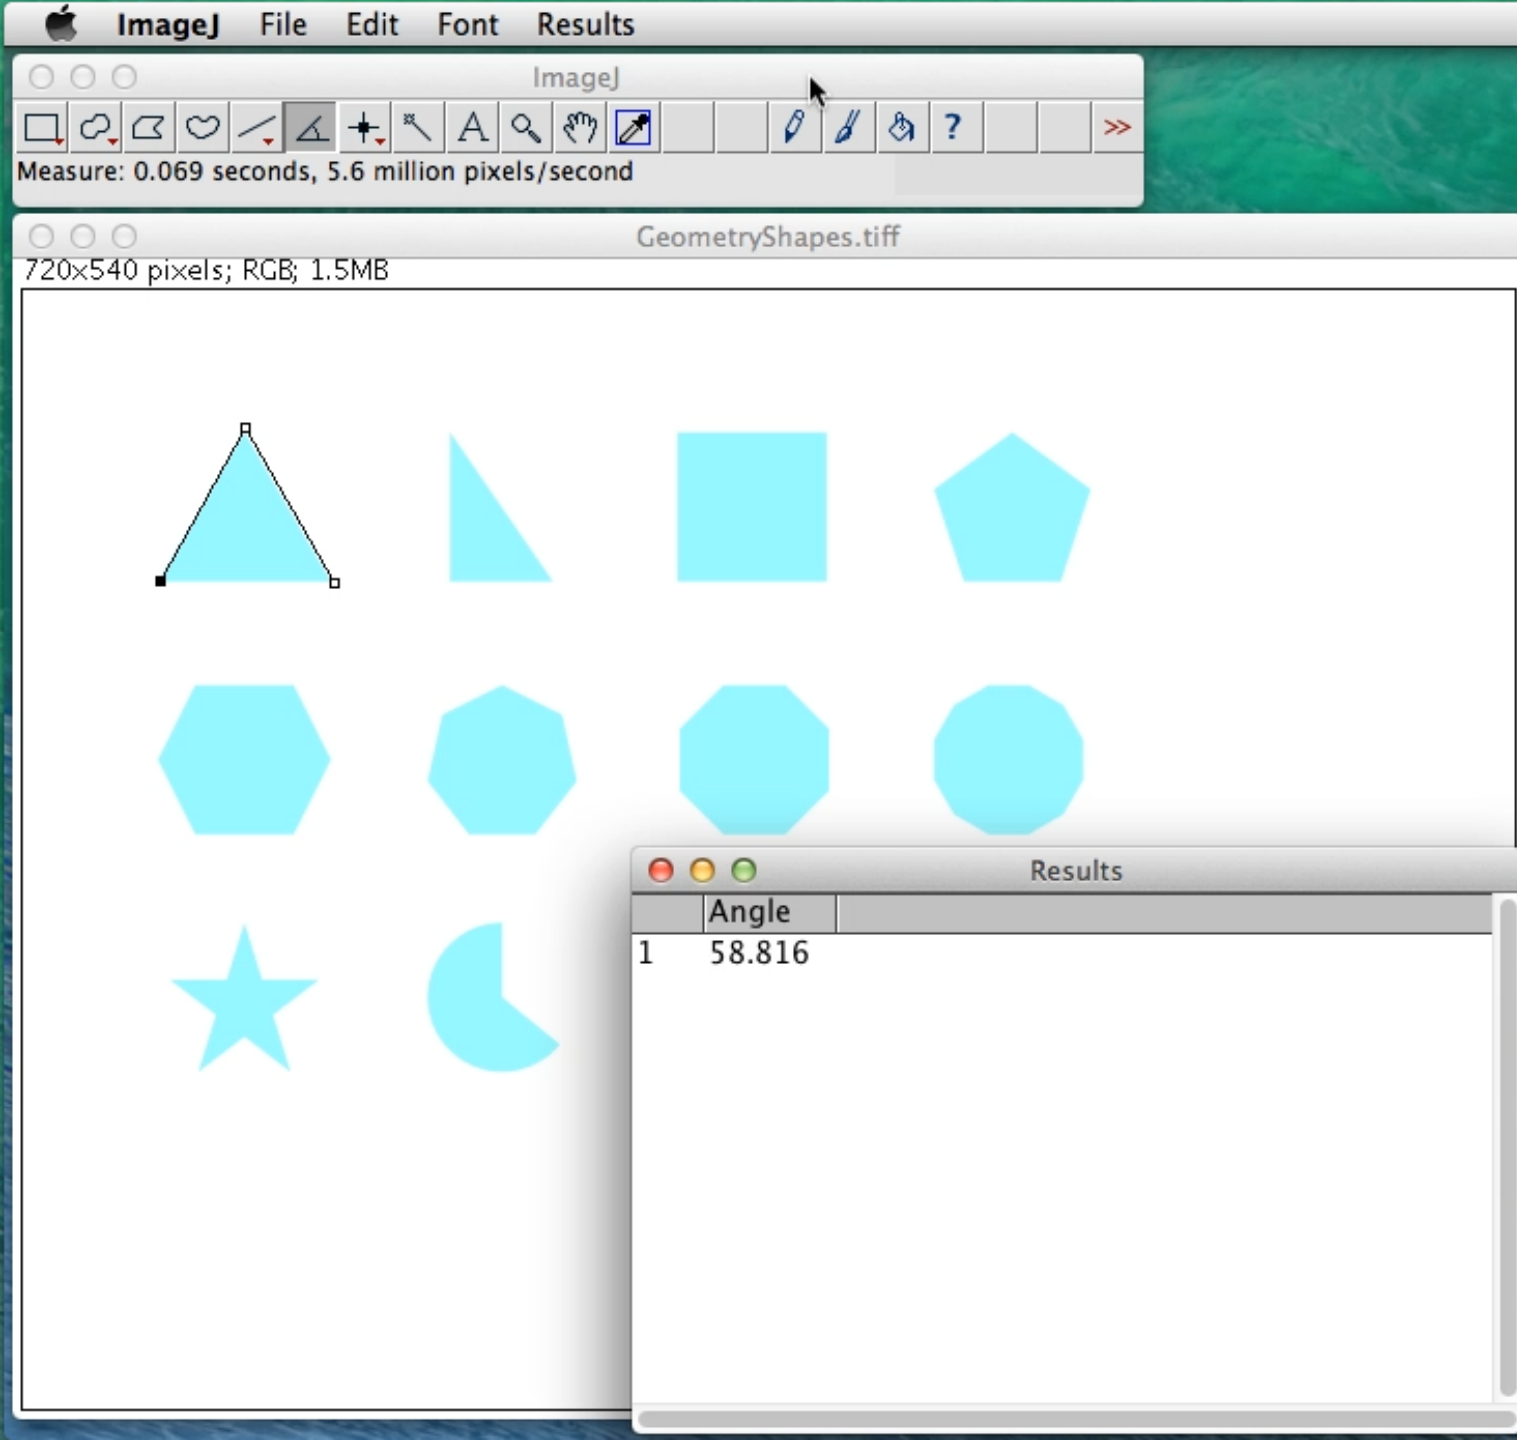 ImageJ File Edit Font Results
ImageJ
A ? >>
Measure: 0.069 seconds, 5.6 million pixels/second
GeometryShapes.tiff
720x540 pixels; RGB; 1.5MB
Results
Angle
1 58.816